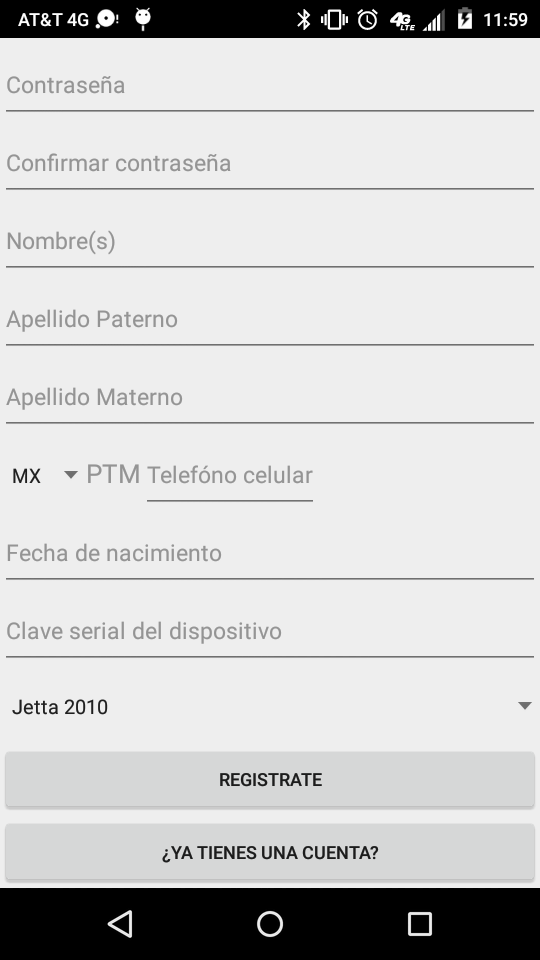 AT&T 4G 4G LTE 11:59
Contraseña
Confirmar contraseña
Nombre(s)
Apellido Paterno
Apellido Materno
MX PTM Telefóno celular
Fecha de nacimiento
Clave serial del dispositivo
Jetta 2010
REGISTRATE
¿YA TIENES UNA CUENTA?